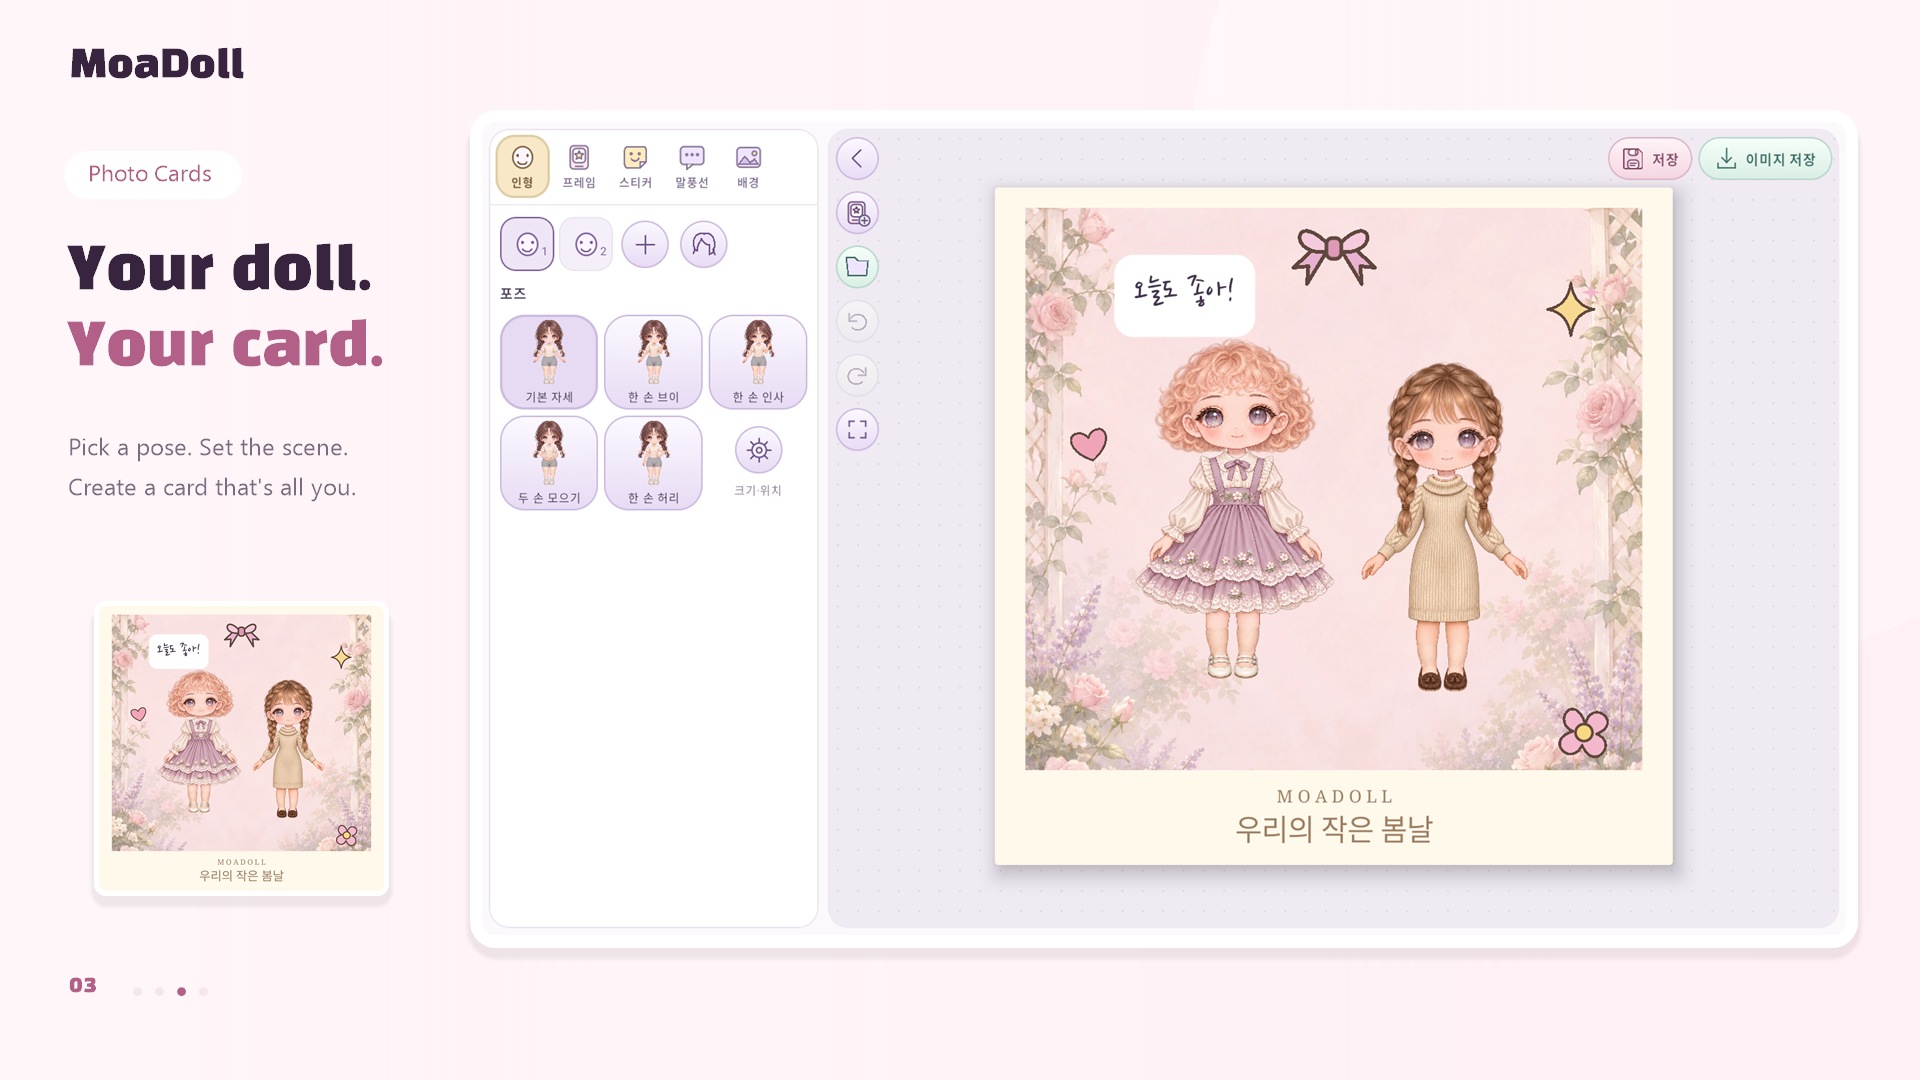 MoaDoll
Photo Cards
Your doll.
Your card.
Pick a pose. Set the scene.
Create a card that's all you.
오늘도 좋아!
MOADOLL
우리의 작은 봄날
03
인형 프레임 스티커 말풍선 배경
1 2
포즈
기본 자세 한 손 브이 한 손 인사
두 손 모으기 한 손 허리 크기·위치
저장 이미지 저장
오늘도 좋아!
MOADOLL
우리의 작은 봄날